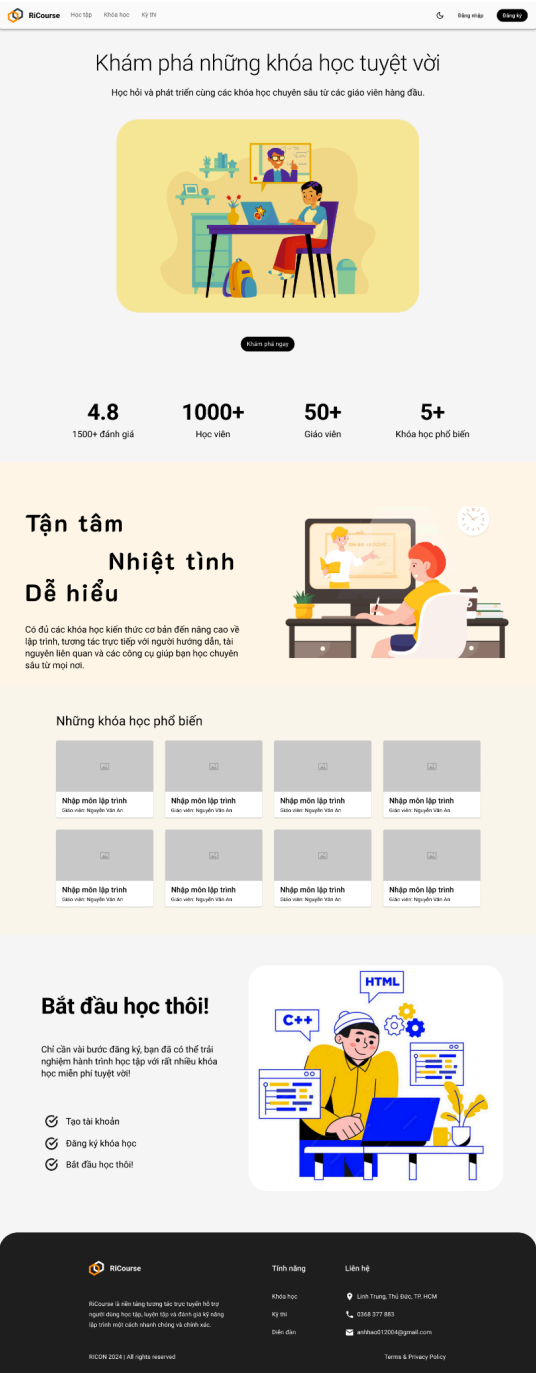 RiCourse Học tập Khóa học Kỳ thi Đăng nhập Đăng ký
Khám phá những khóa học tuyệt vời
Học hỏi và phát triển cùng các khóa học chuyên sâu từ các giáo viên hàng đầu.
Khám phá ngay
4.8 1000+ 50+ 5+
1500+ đánh giá Học viên Giáo viên Khóa học phổ biến
Tận tâm
Nhiệt tình
Dễ hiểu
Có đủ các khóa học kiến thức cơ bản đến nâng cao về
lập trình, tương tác trực tiếp với người hướng dẫn, tài
nguyên liên quan và các công cụ giúp bạn học chuyên
sâu từ mọi nơi.
Những khóa học phổ biến
Nhập môn lập trình Nhập môn lập trình Nhập môn lập trình Nhập môn lập trình
Giáo viên: Nguyễn Văn An Giáo viên: Nguyễn Văn An Giáo viên: Nguyễn Văn An Giáo viên: Nguyễn Văn An
Nhập môn lập trình Nhập môn lập trình Nhập môn lập trình Nhập môn lập trình
Giáo viên: Nguyễn Văn An Giáo viên: Nguyễn Văn An Giáo viên: Nguyễn Văn An Giáo viên: Nguyễn Văn An
Bắt đầu học thôi!
Chỉ cần vài bước đăng ký, bạn đã có thể trải
nghiệm hành trình học tập với rất nhiều khóa
học miễn phí tuyệt vời!
Tạo tài khoản
Đăng ký khóa học
Bắt đầu học thôi!
HTML
C++
RiCourse Tính năng Liên hệ
RiCourse là nền tảng tương tác trực tuyến hỗ trợ
người dùng học tập, luyện tập và đánh giá kỹ năng
lập trình một cách nhanh chóng và chính xác.
Khóa học
Kỳ thi
Diễn đàn
Linh Trung, Thủ Đức, TP. HCM
0368 377 883
anhhao012004@gmail.com
RICON 2024 | All rights reserved Terms & Privacy Policy